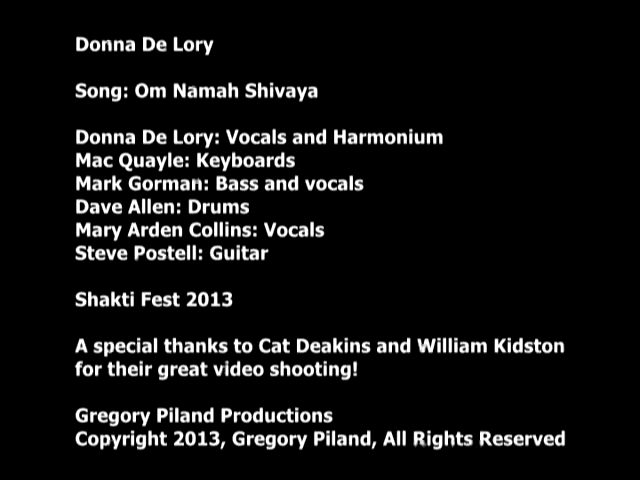 Donna De Lory
Song: Om Namah Shivaya
Donna De Lory: Vocals and Harmonium
Mac Quayle: Keyboards
Mark Gorman: Bass and vocals
Dave Allen: Drums
Mary Arden Collins: Vocals
Steve Postell: Guitar
Shakti Fest 2013
A special thanks to Cat Deakins and William Kidston
for their great video shooting!
Gregory Piland Productions
Copyright 2013, Gregory Piland, All Rights Reserved